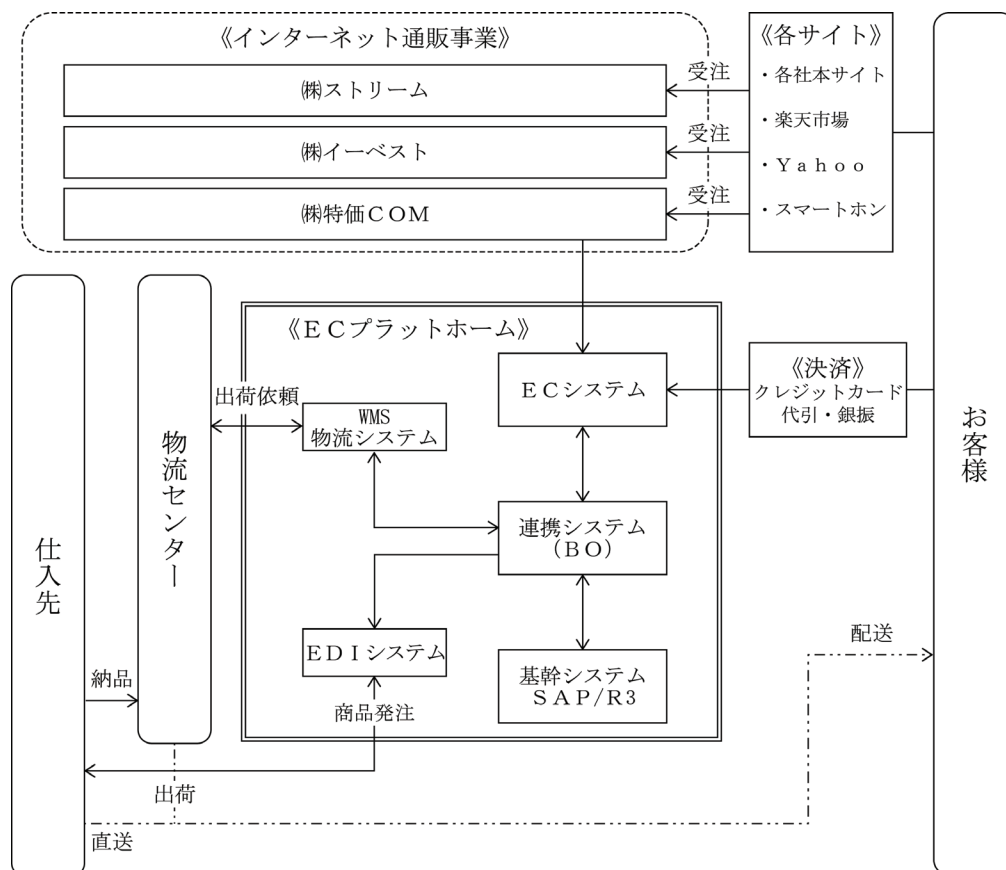 《インターネット通販事業》
㈱ストリーム
㈱イーベスト
㈱特価ＣＯＭ
受注
受注
受注
《各サイト》
・各社本サイト
・楽天市場
・Ｙａｈｏｏ
・スマートホン
お客様
仕入先
物流センター
《ＥＣプラットホーム》
ＥＣシステム
《決済》
クレジットカード
代引・銀振
出荷依頼
WMS
物流システム
連携システム
（ＢＯ）
ＥＤＩシステム
基幹システム
ＳＡＰ/Ｒ3
納品
商品発注
配送
出荷
直送